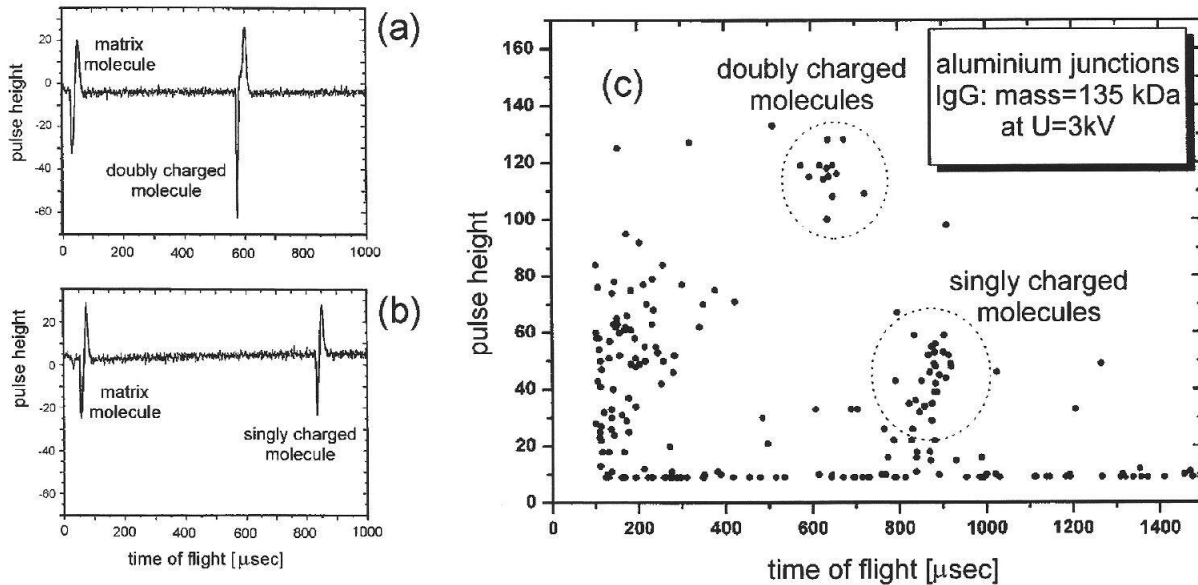 (a)
pulse height
20
0
-20
-40
-60
matrix
molecule
doubly charged
molecule
0 200 400 600 800 1000
(b)
pulse height
20
0
-20
-40
-60
matrix
molecule
singly charged
molecule
0 200 400 600 800 1000
time of flight [μsec]
(c)
pulse height
160
140
120
100
80
60
40
20
0
doubly charged
molecules
aluminium junctions
IgG: mass=135 kDa
at U=3kV
singly charged
molecules
0 200 400 600 800 1000 1200 1400
time of flight [μsec]